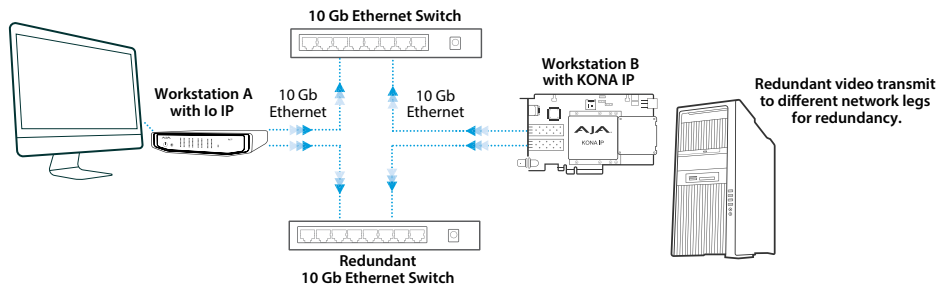 10 Gb Ethernet Switch
Workstation B
with KONA IP
Redundant video transmit
to different network legs
for redundancy.
Workstation A
with Io IP
10 Gb
Ethernet
10 Gb
Ethernet
AJA
KONA IP
Redundant
10 Gb Ethernet Switch